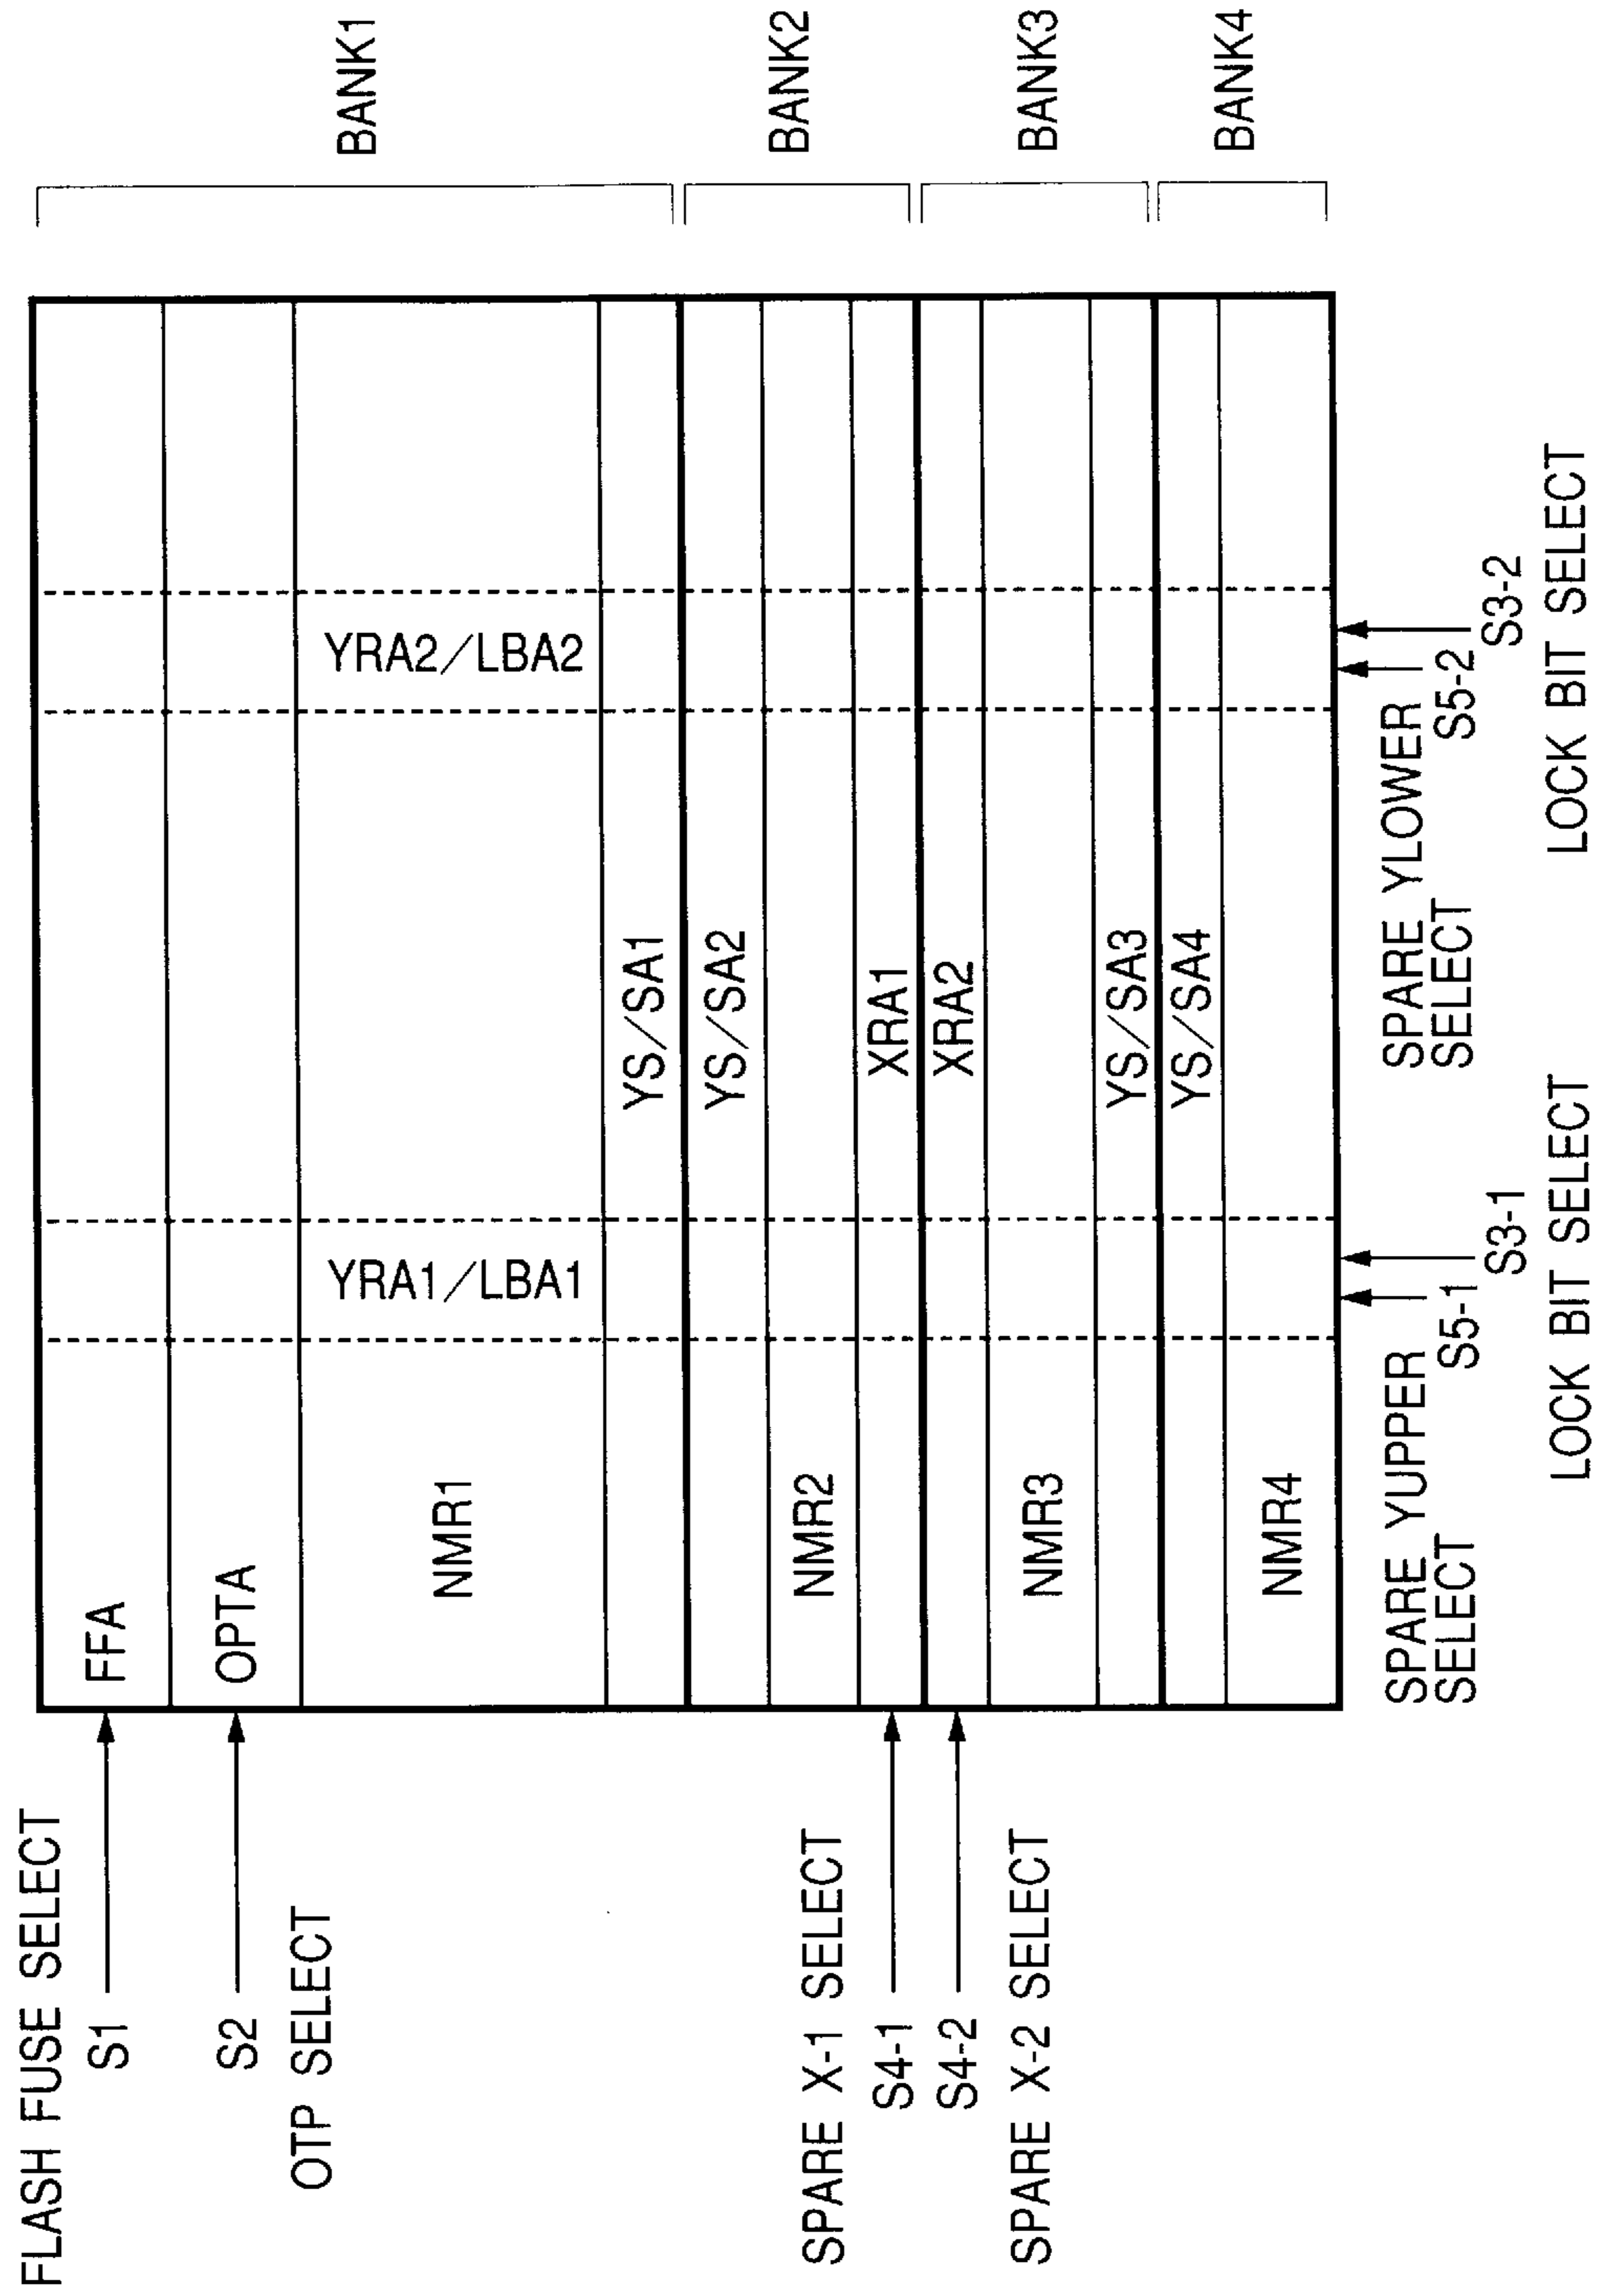 FLASH FUSE SELECT
S1
S2
OTP SELECT
SPARE X-1 SELECT
S4-1
S4-2
SPARE X-2 SELECT
FFA
OPTA
NMR1
YRA1/LBA1
YRA2/LBA2
YS/SA1
YS/SA2
NMR2
XRA1
XRA2
NMR3
YS/SA3
YS/SA4
NMR4
BANK1
BANK2
BANK3
BANK4
SPARE YUPPER
SELECT
S5-1
S3-1
LOCK BIT SELECT
SPARE YLOWER
SELECT
S5-2
S3-2
LOCK BIT SELECT